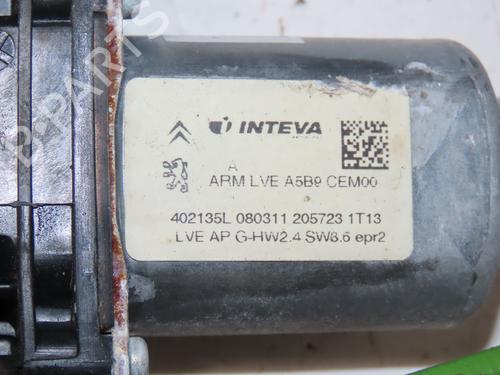 INTEVA
A
ARM LVE A5B9 CEM00
402135L 080311 205723 1T13
LVE AP G-HW2.4 SW8.6 epr2